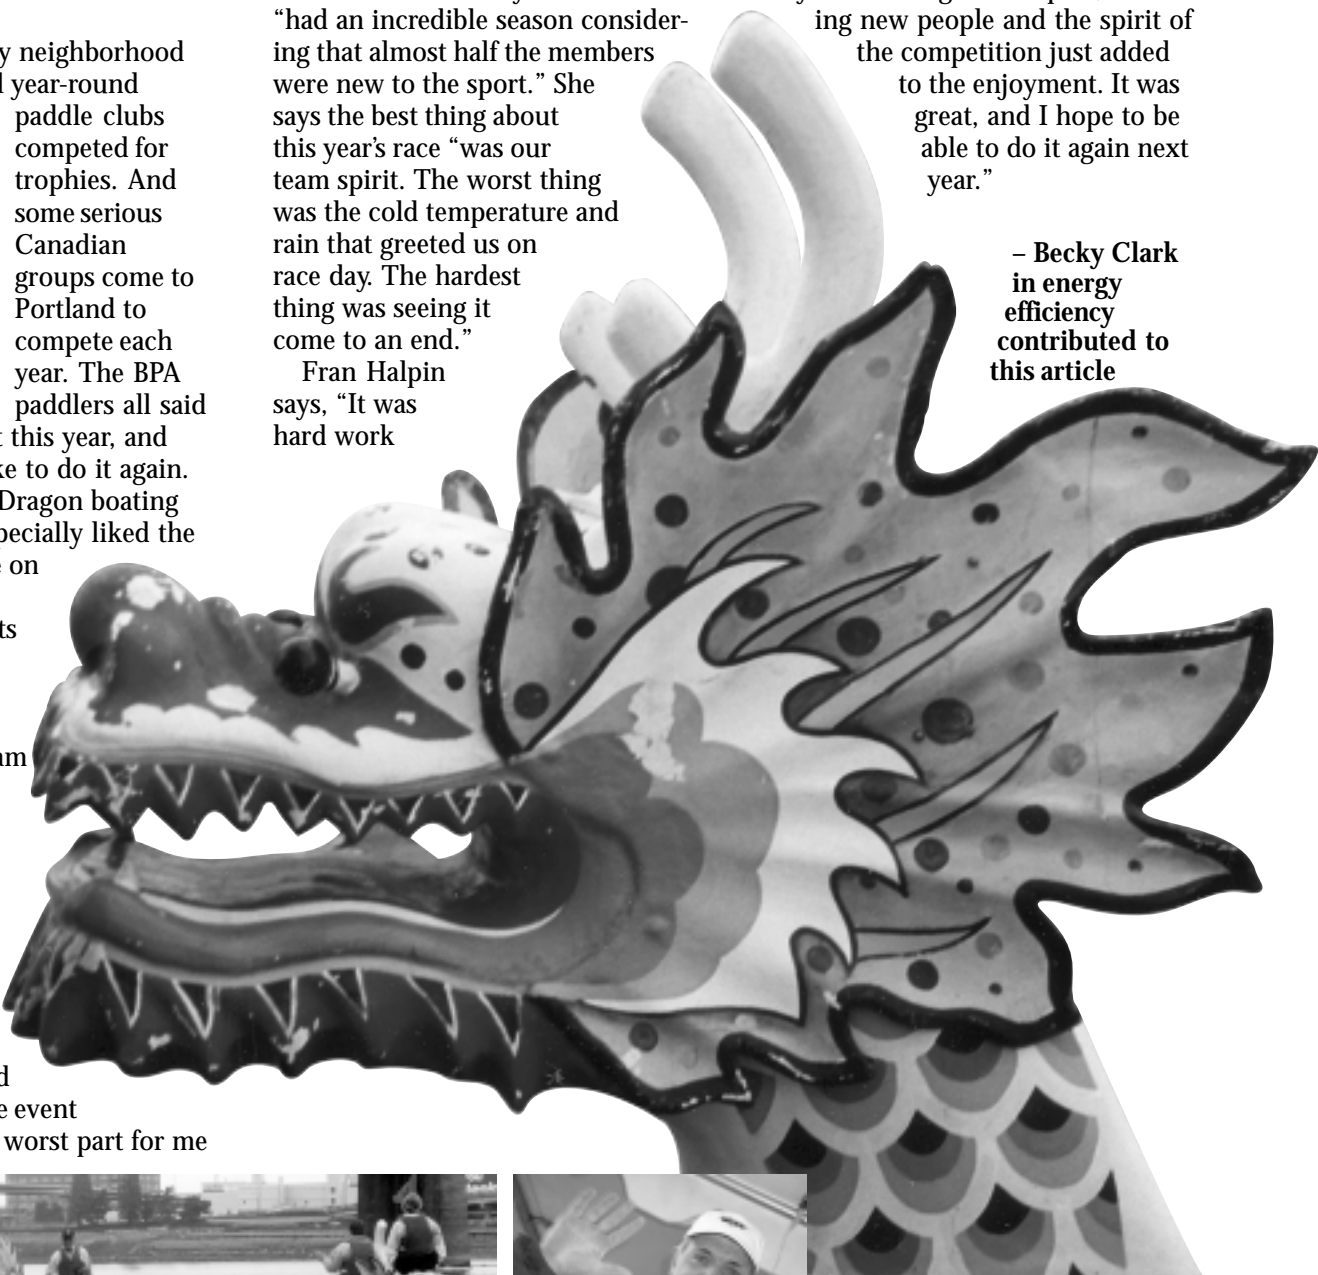 y neighborhood
year-round
paddle clubs
competed for
trophies. And
some serious
Canadian
groups come to
Portland to
compete each
year. The BPA
paddlers all said
t this year, and
ke to do it again.
Dragon boating
pecially liked the
e on
ts
am
d
e event
worst part for me
“had an incredible season consider-
ing that almost half the members
were new to the sport.” She
says the best thing about
this year’s race “was our
team spirit. The worst thing
was the cold temperature and
rain that greeted us on
race day. The hardest
thing was seeing it
come to an end.”
Fran Halpin
says, “It was
hard work
ing new people and the spirit of
the competition just added
to the enjoyment. It was
great, and I hope to be
able to do it again next
year.”
– Becky Clark
in energy
efficiency
contributed to
this article